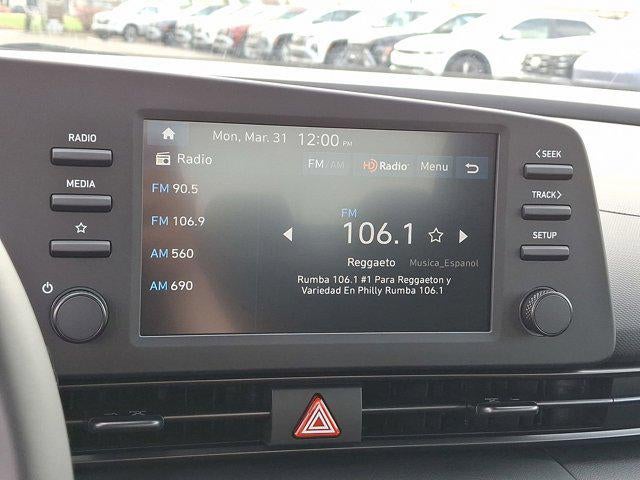 RADIO
MEDIA
Mon, Mar. 31 12:00 PM
Radio
FM/AM HD Radio Menu
FM 90.5
FM 106.9
AM 560
AM 690
FM
106.1
Reggaeto Musica_Espanol
Rumba 106.1 #1 Para Reggaeton y
Variedad En Philly Rumba 106.1
<SEEK
TRACK>
SETUP